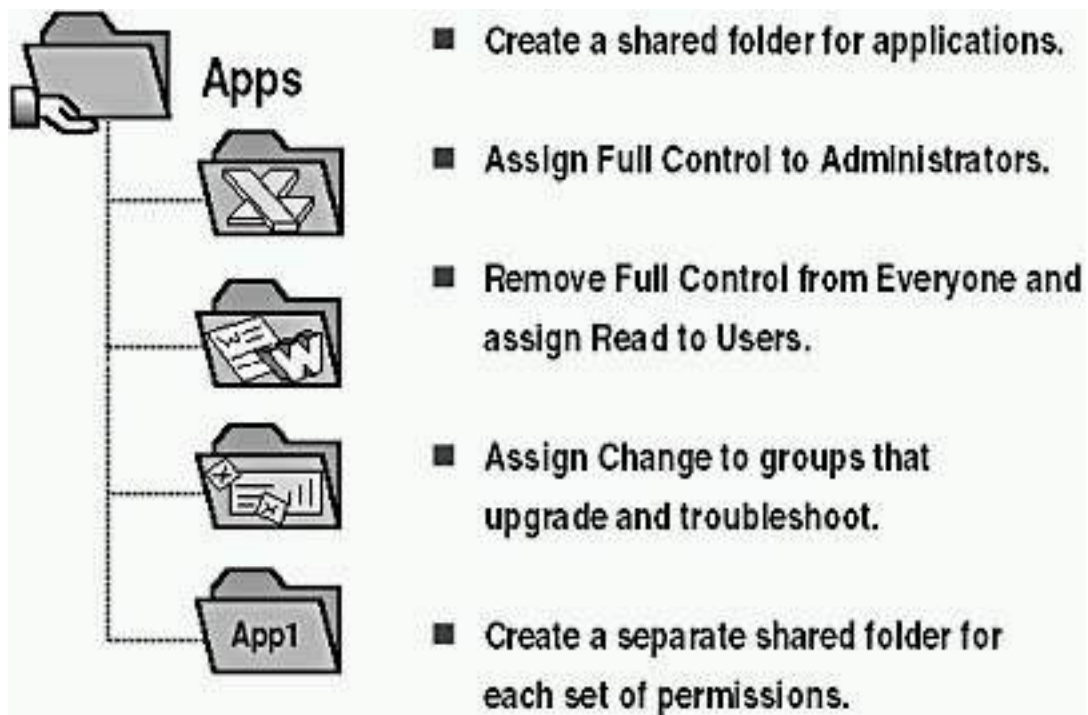 Apps
■ Create a shared folder for applications.
■ Assign Full Control to Administrators.
■ Remove Full Control from Everyone and
assign Read to Users.
■ Assign Change to groups that
upgrade and troubleshoot.
App1
■ Create a separate shared folder for
each set of permissions.